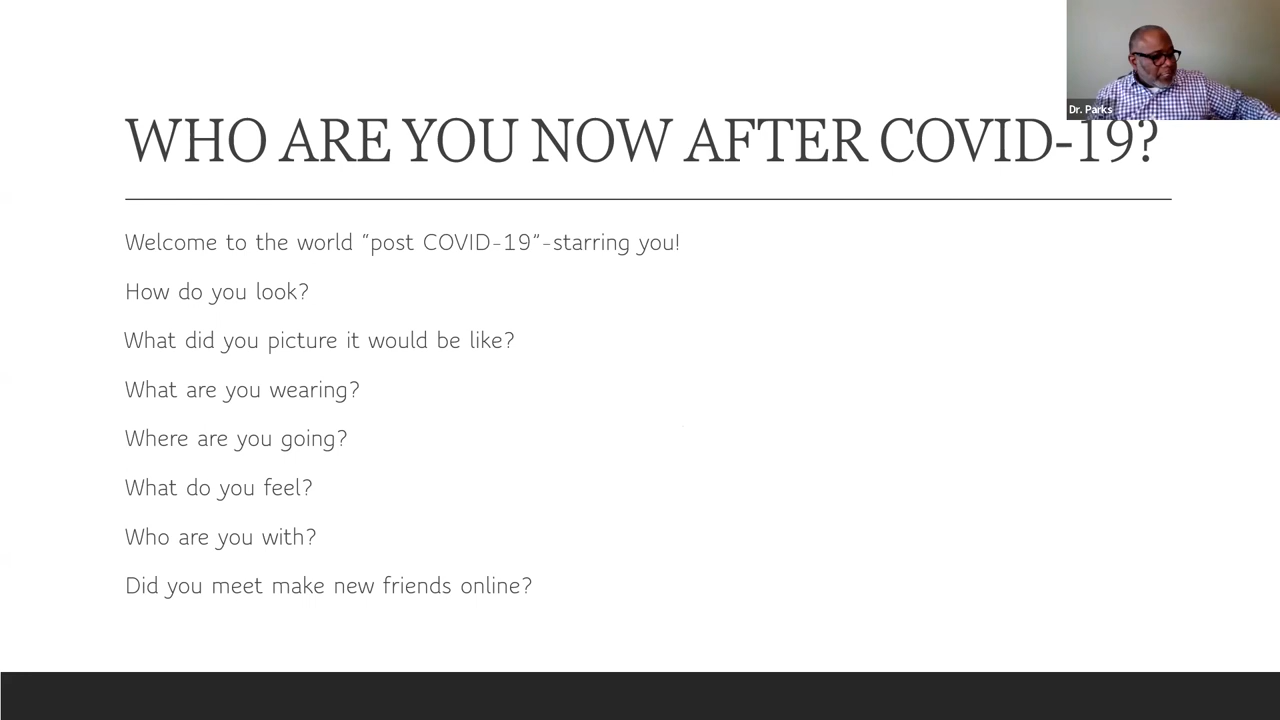 Dr. Parks
WHO ARE YOU NOW AFTER COVID-19?
Welcome to the world “post COVID-19”-starring you!
How do you look?
What did you picture it would be like?
What are you wearing?
Where are you going?
What do you feel?
Who are you with?
Did you meet make new friends online?